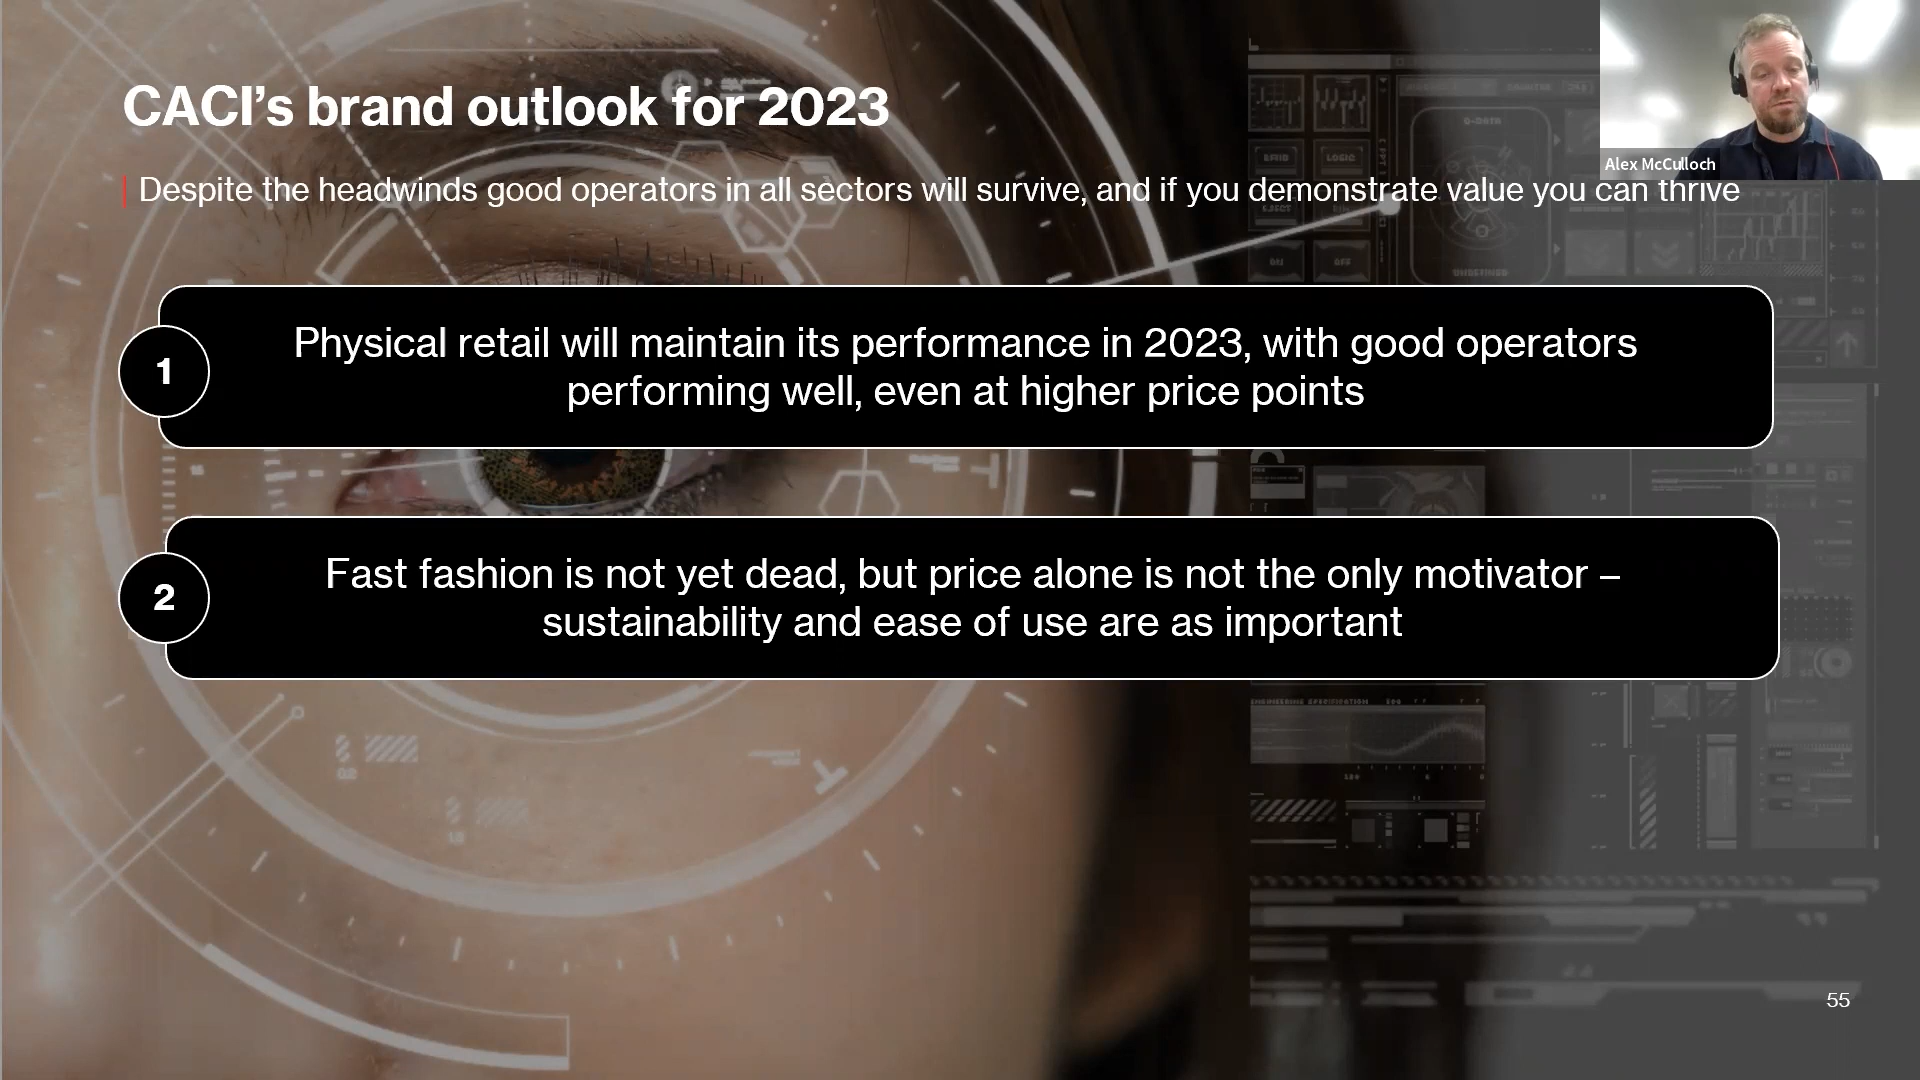 CACI’s brand outlook for 2023
Alex McCulloch
Despite the headwinds good operators in all sectors will survive, and if you demonstrate value you can thrive
1
Physical retail will maintain its performance in 2023, with good operators
performing well, even at higher price points
2
Fast fashion is not yet dead, but price alone is not the only motivator –
sustainability and ease of use are as important
ENGINEERING SPECIFICATION
02
55